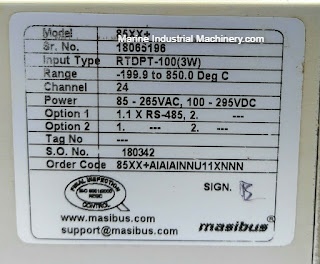 Marine Industrial Machinery.com
Model 85XX+
Sr. No. 18065196
Input Type RTDPT-100(3W)
Range -199.9 to 850.0 Deg C
Channel 24
Power 85 - 265VAC, 100 - 295VDC
Option 1 1.1 X RS-485, 2. ---
Option 2 1. --- 2. ---
Tag No ---
S.O. No. 180342
Order Code 85XX+AIAIAINNU11XNNN
FINAL INSPECTION
CONTROL
SIGN.
www.masibus.com
support@masibus.com
masibus